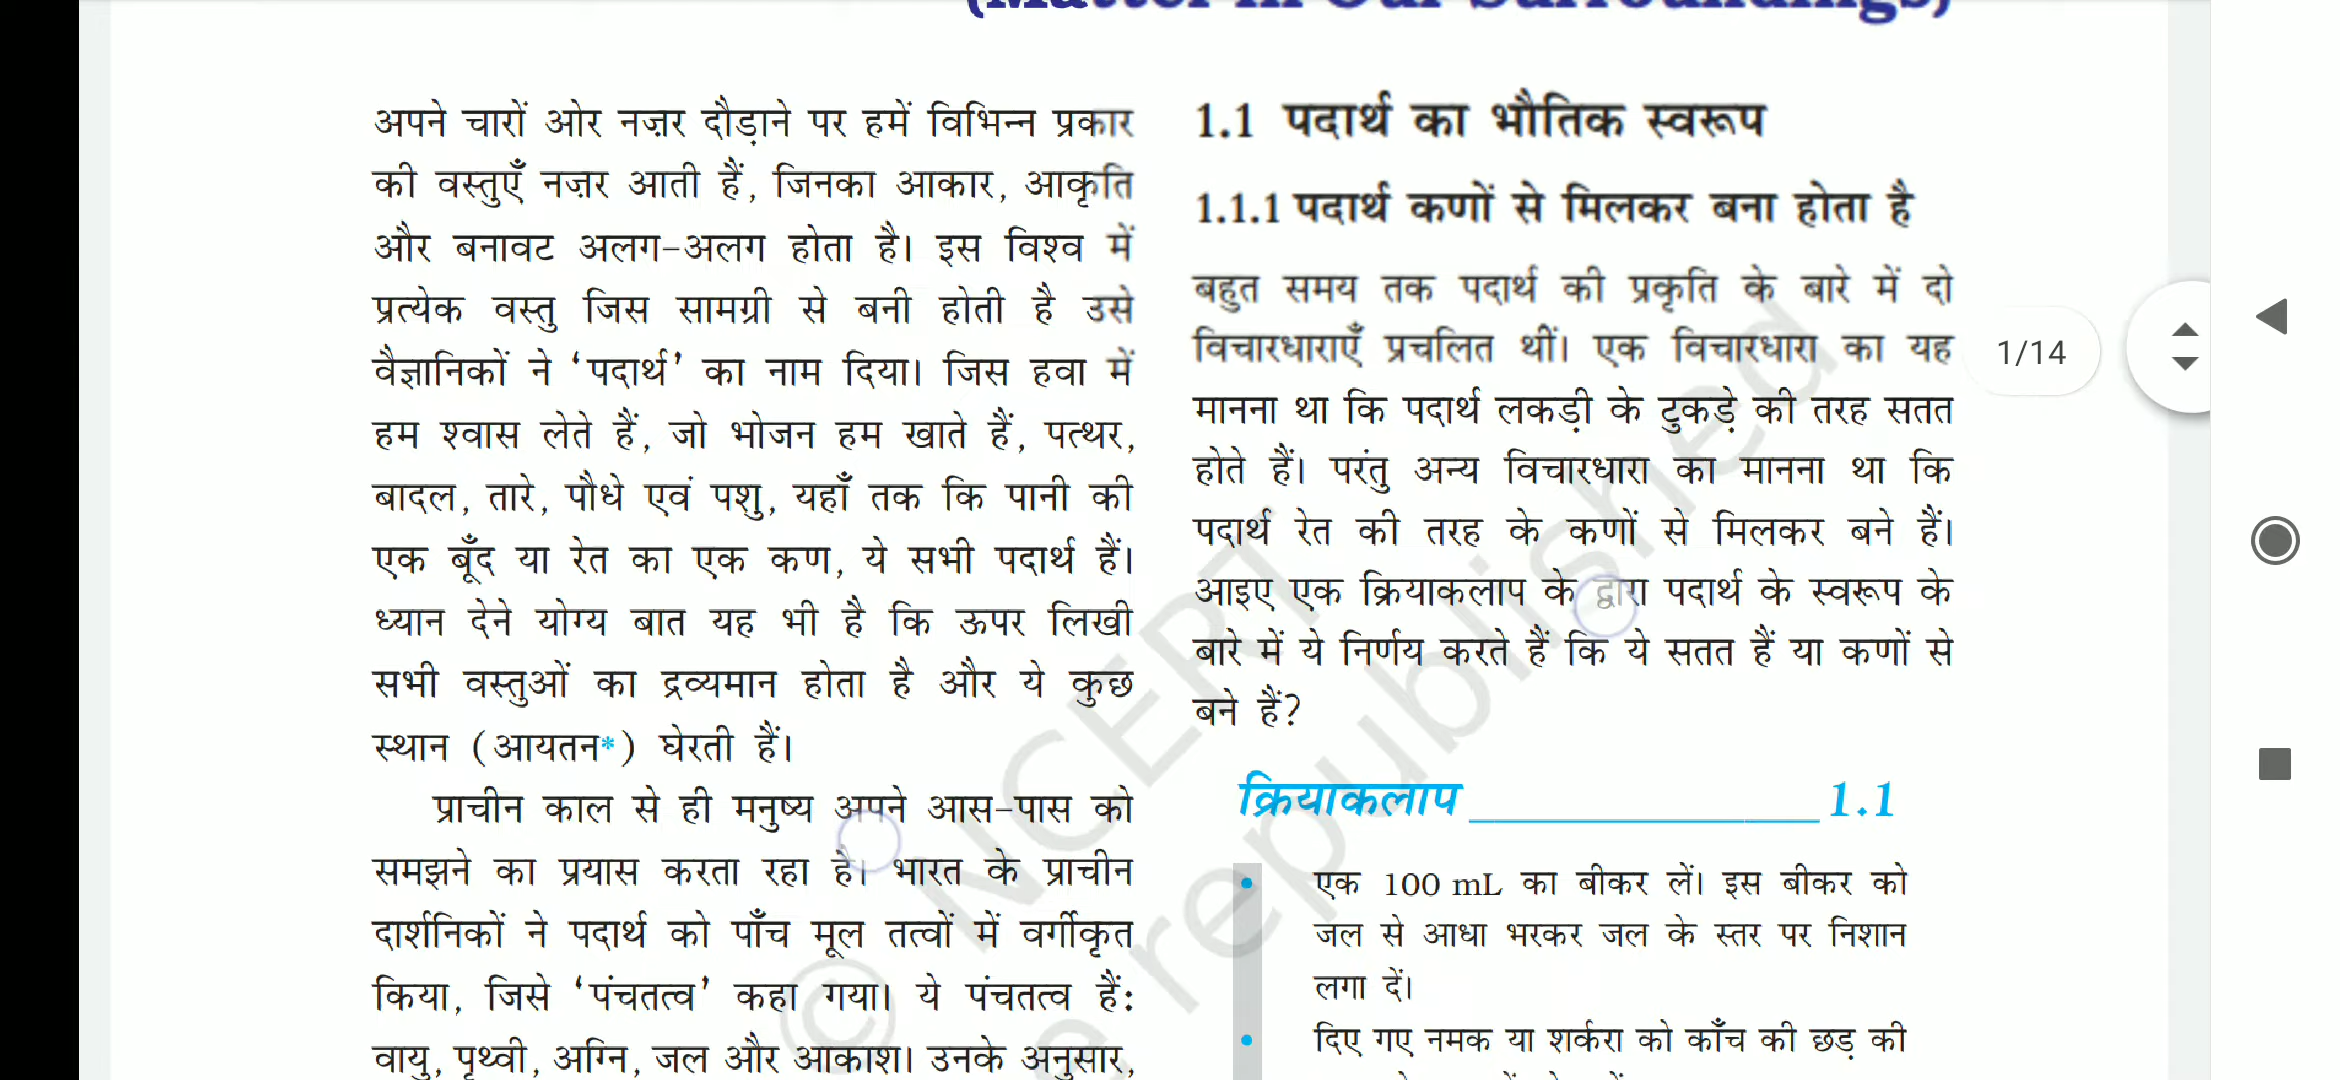 (Matter in Our Surroundings)
अपने चारों ओर नज़र दौड़ाने पर हमें विभिन्न प्रकार
की वस्तुएँ नज़र आती हैं, जिनका आकार, आकृति
और बनावट अलग-अलग होता है। इस विश्व में
प्रत्येक वस्तु जिस सामग्री से बनी होती है उसे
वैज्ञानिकों ने ‘पदार्थ’ का नाम दिया। जिस हवा में
हम श्वास लेते हैं, जो भोजन हम खाते हैं, पत्थर,
बादल, तारे, पौधे एवं पशु, यहाँ तक कि पानी की
एक बूँद या रेत का एक कण, ये सभी पदार्थ हैं।
ध्यान देने योग्य बात यह भी है कि ऊपर लिखी
सभी वस्तुओं का द्रव्यमान होता है और ये कुछ
स्थान (आयतन*) घेरती हैं।
प्राचीन काल से ही मनुष्य अपने आस-पास को
समझने का प्रयास करता रहा है। भारत के प्राचीन
दार्शनिकों ने पदार्थ को पाँच मूल तत्वों में वर्गीकृत
किया, जिसे ‘पंचतत्व’ कहा गया। ये पंचतत्व हैं:
वायु, पृथ्वी, अग्नि, जल और आकाश। उनके अनुसार,
1.1 पदार्थ का भौतिक स्वरूप
1.1.1 पदार्थ कणों से मिलकर बना होता है
बहुत समय तक पदार्थ की प्रकृति के बारे में दो
विचारधाराएँ प्रचलित थीं। एक विचारधारा का यह
मानना था कि पदार्थ लकड़ी के टुकड़े की तरह सतत
होते हैं। परंतु अन्य विचारधारा का मानना था कि
पदार्थ रेत की तरह के कणों से मिलकर बने हैं।
आइए एक क्रियाकलाप के द्वारा पदार्थ के स्वरूप के
बारे में ये निर्णय करते हैं कि ये सतत हैं या कणों से
बने हैं?
क्रियाकलाप 1.1
• एक 100 mL का बीकर लें। इस बीकर को
जल से आधा भरकर जल के स्तर पर निशान
लगा दें।
• दिए गए नमक या शर्करा को काँच की छड़ की
1/14
© NCERT
republished